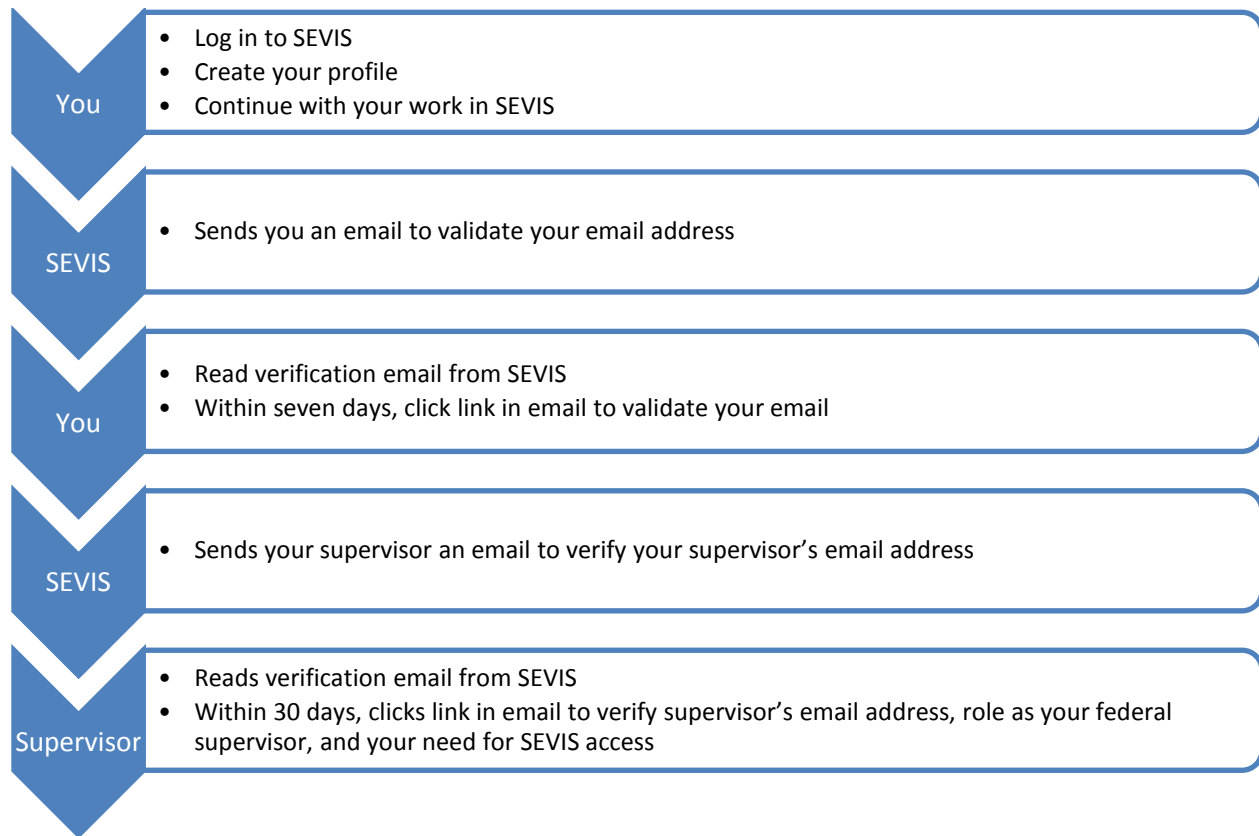 You
• Log in to SEVIS
• Create your profile
• Continue with your work in SEVIS
SEVIS
• Sends you an email to validate your email address
You
• Read verification email from SEVIS
• Within seven days, click link in email to validate your email
SEVIS
• Sends your supervisor an email to verify your supervisor’s email address
Supervisor
• Reads verification email from SEVIS
• Within 30 days, clicks link in email to verify supervisor’s email address, role as your federal
supervisor, and your need for SEVIS access